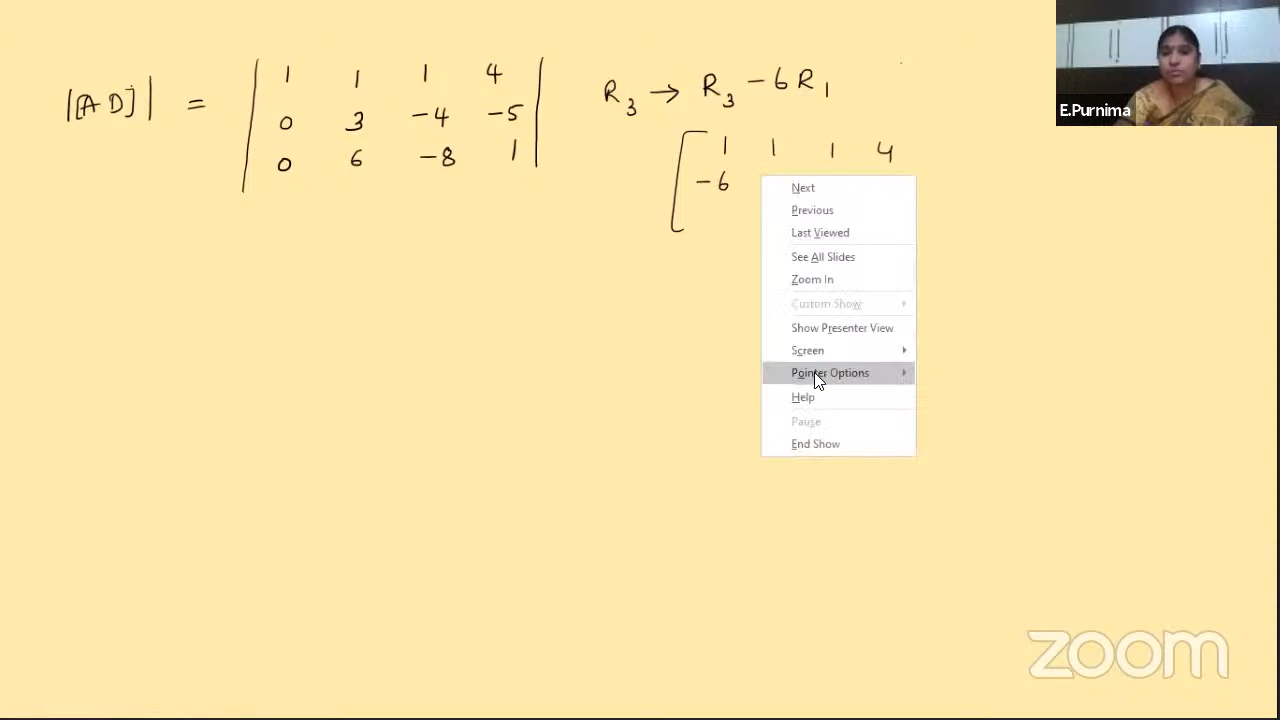 |[A D]| = | 1 1 1 4 |
| 0 3 -4 -5 |
| 0 6 -8 1 |
R3 → R3 - 6R1
[ 1 1 1 4
-6
Next
Previous
Last Viewed
See All Slides
Zoom In
Custom Show
Show Presenter View
Screen
Pointer Options
Help
Pause
End Show
E.Purnima
zoom